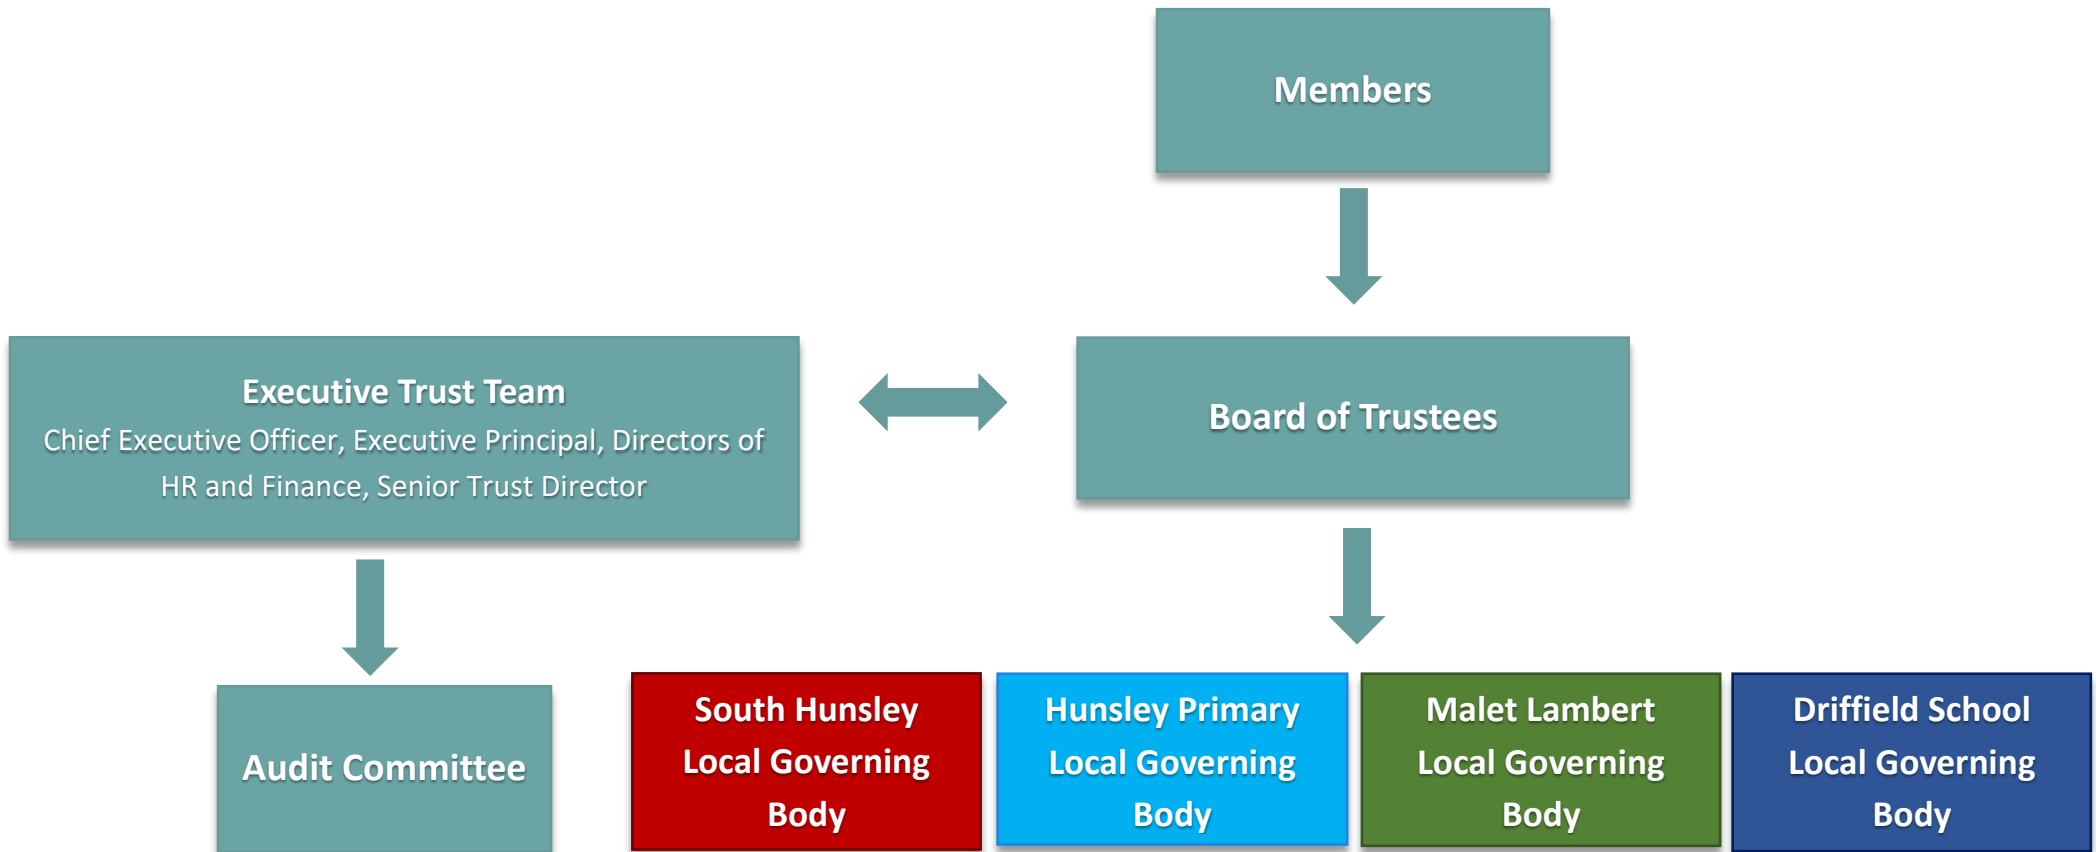 Members
Executive Trust Team
Chief Executive Officer, Executive Principal, Directors of
HR and Finance, Senior Trust Director
Board of Trustees
Audit Committee
South Hunsley
Local Governing
Body
Hunsley Primary
Local Governing
Body
Malet Lambert
Local Governing
Body
Driffield School
Local Governing
Body